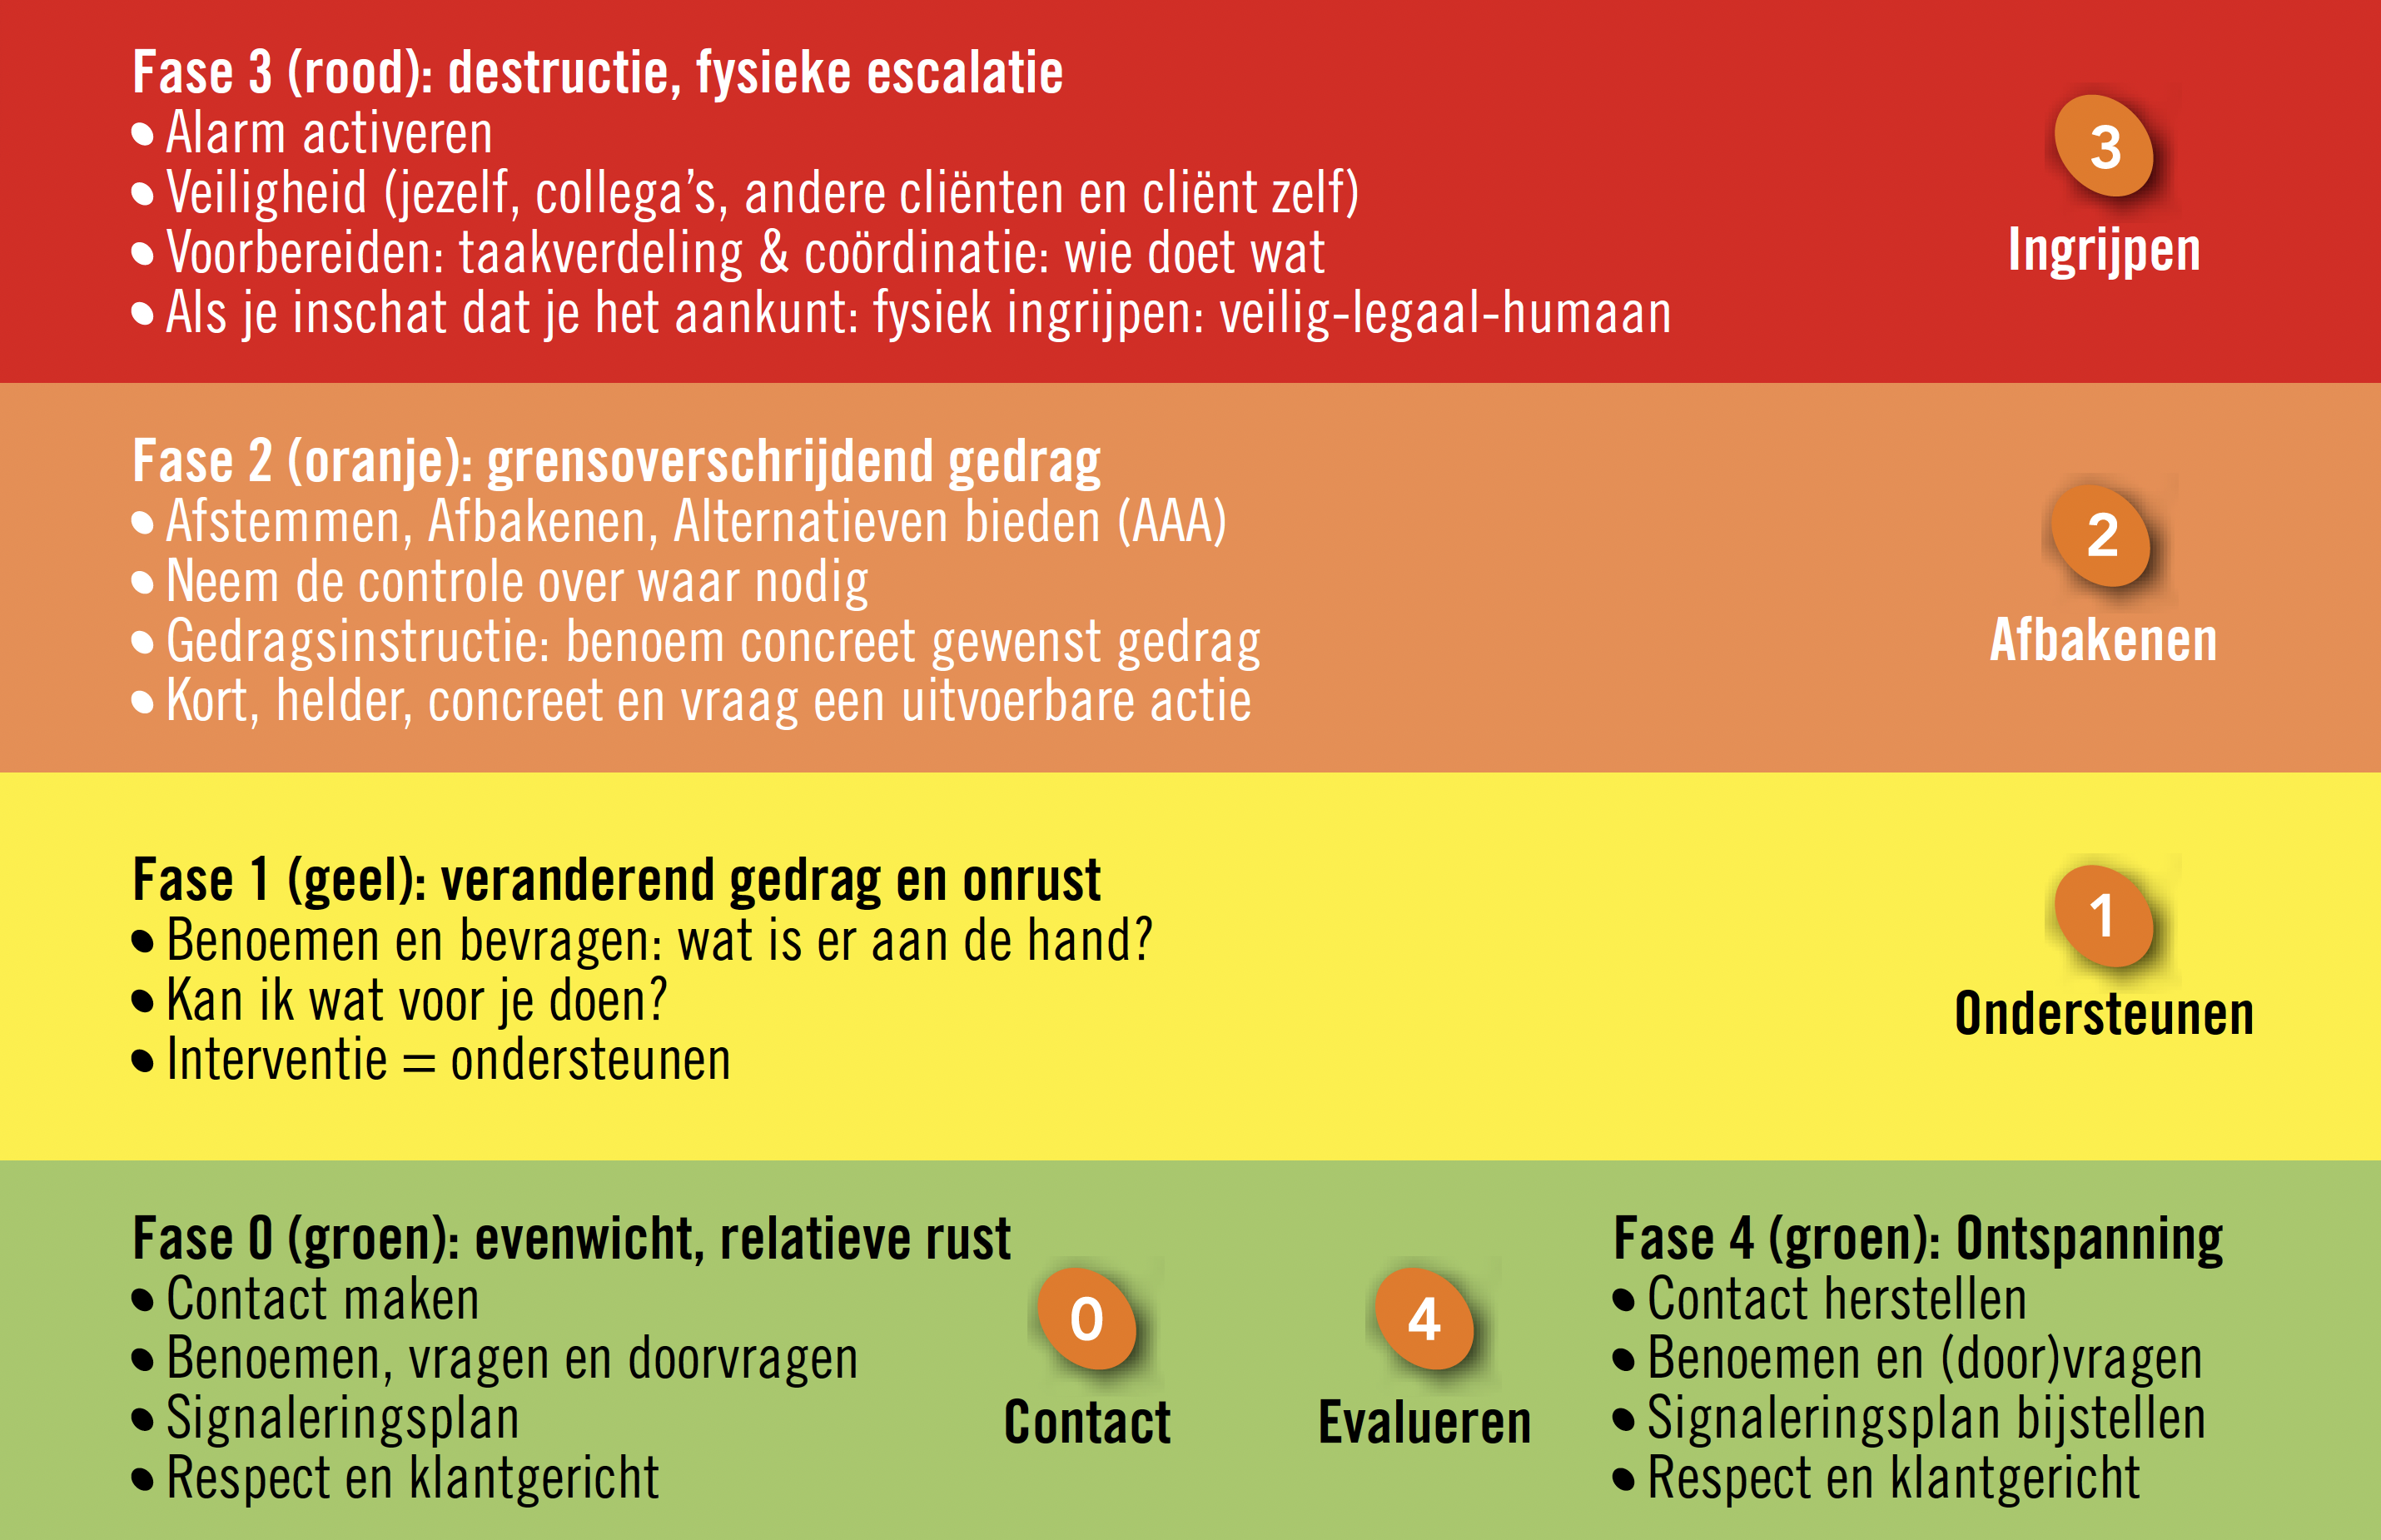 Fase 3 (rood): destructie, fysieke escalatie
• Alarm activeren
• Veiligheid (jezelf, collega’s, andere cliënten en cliënt zelf)
• Voorbereiden: taakverdeling & coördinatie: wie doet wat
• Als je inschat dat je het aankunt: fysiek ingrijpen: veilig-legaal-humaan
3
Ingrijpen
Fase 2 (oranje): grensoverschrijdend gedrag
• Afstemmen, Afbakenen, Alternatieven bieden (AAA)
• Neem de controle over waar nodig
• Gedragsinstructie: benoem concreet gewenst gedrag
• Kort, helder, concreet en vraag een uitvoerbare actie
2
Afbakenen
Fase 1 (geel): veranderend gedrag en onrust
• Benoemen en bevragen: wat is er aan de hand?
• Kan ik wat voor je doen?
• Interventie = ondersteunen
1
Ondersteunen
Fase 0 (groen): evenwicht, relatieve rust
• Contact maken
• Benoemen, vragen en doorvragen
• Signaleringsplan
• Respect en klantgericht
0
Contact
4
Evalueren
Fase 4 (groen): Ontspanning
• Contact herstellen
• Benoemen en (door)vragen
• Signaleringsplan bijstellen
• Respect en klantgericht